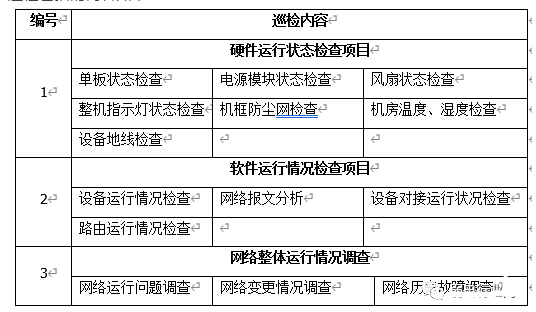 编号 巡检内容
硬件运行状态检查项目
1
单板状态检查 电源模块状态检查 风扇状态检查
整机指示灯状态检查 机框防尘网检查 机房温度、湿度检查
设备地线检查
软件运行情况检查项目
2
设备运行情况检查 网络报文分析 设备对接运行状况检查
路由运行情况检查
网络整体运行情况调查
3
网络运行问题调查 网络变更情况调查 网络历史故障调查